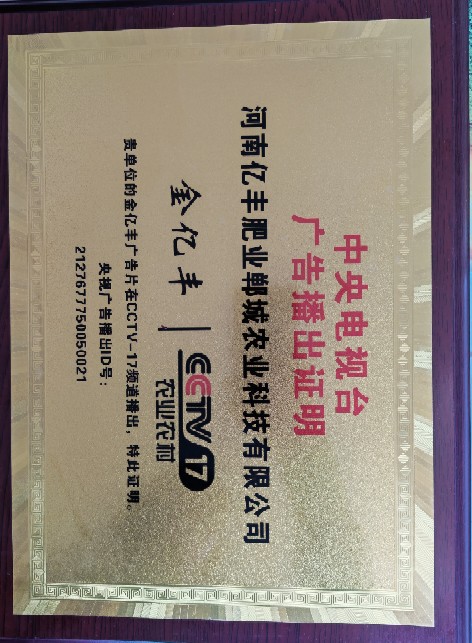 中央电视台
广告播出证明
河南亿丰肥业郸城农业科技有限公司
金亿丰 | CCTV 17
农业农村
贵单位的金亿丰广告片在CCTV-17频道播出，特此证明。
央视广告播出ID号：
2127677750050021